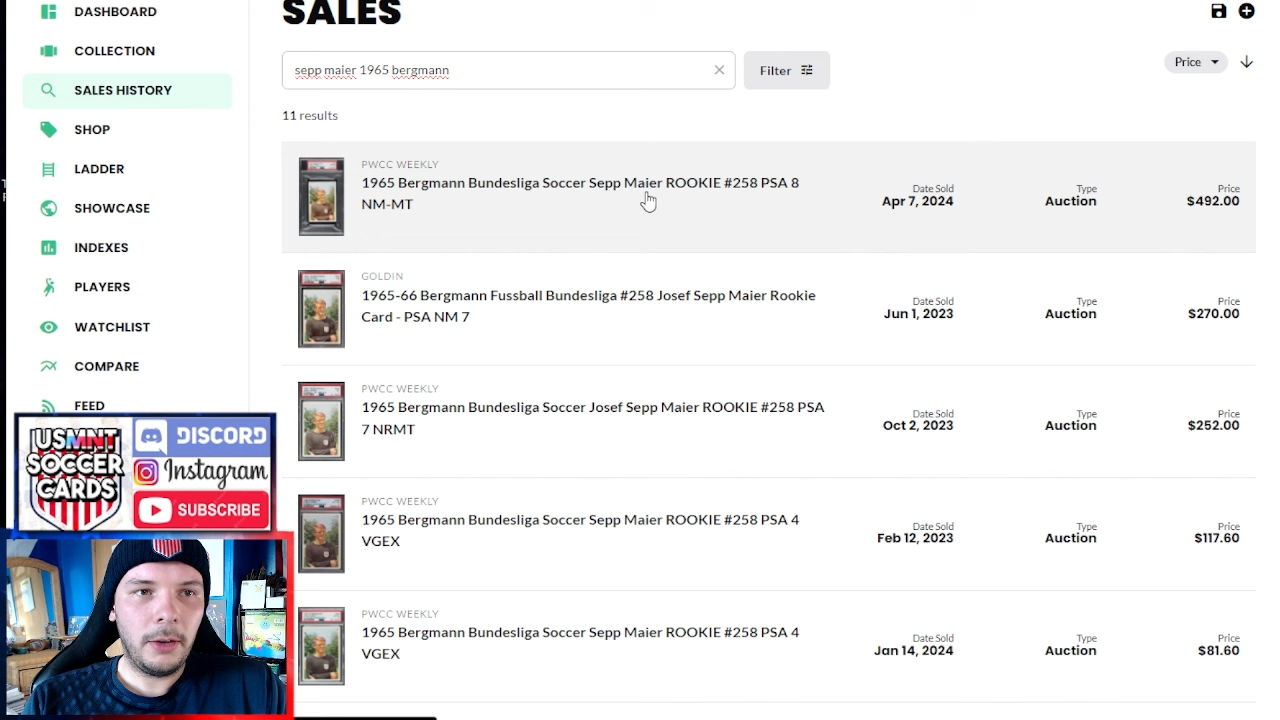 DASHBOARD
COLLECTION
SALES HISTORY
SHOP
LADDER
SHOWCASE
INDEXES
PLAYERS
WATCHLIST
COMPARE
FEED
USMNT
SOCCER
CARDS
DISCORD
Instagram
SUBSCRIBE
SALES
sepp maier 1965 bergmann
Filter
Price
11 results
PWCC WEEKLY
1965 Bergmann Bundesliga Soccer Sepp Maier ROOKIE #258 PSA 8
NM-MT
Date Sold
Apr 7, 2024
Type
Auction
Price
$492.00
GOLDIN
1965-66 Bergmann Fussball Bundesliga #258 Josef Sepp Maier Rookie
Card - PSA NM 7
Date Sold
Jun 1, 2023
Type
Auction
Price
$270.00
PWCC WEEKLY
1965 Bergmann Bundesliga Soccer Josef Sepp Maier ROOKIE #258 PSA
7 NRMT
Date Sold
Oct 2, 2023
Type
Auction
Price
$252.00
PWCC WEEKLY
1965 Bergmann Bundesliga Soccer Sepp Maier ROOKIE #258 PSA 4
VGEX
Date Sold
Feb 12, 2023
Type
Auction
Price
$117.60
PWCC WEEKLY
1965 Bergmann Bundesliga Soccer Sepp Maier ROOKIE #258 PSA 4
VGEX
Date Sold
Jan 14, 2024
Type
Auction
Price
$81.60